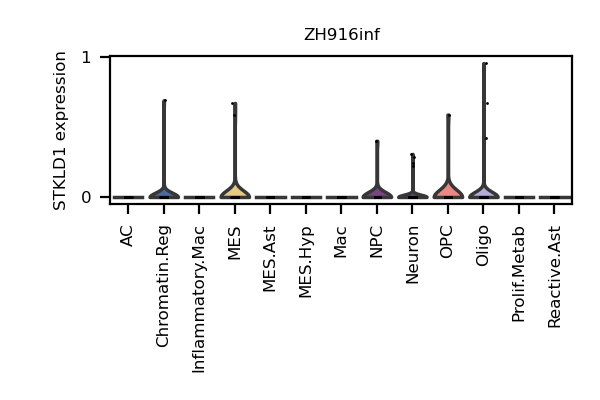 ZH916inf
STKLD1 expression
1
0
AC
Chromatin.Reg
Inflammatory.Mac
MES
MES.Ast
MES.Hyp
Mac
NPC
Neuron
OPC
Oligo
Prolif.Metab
Reactive.Ast